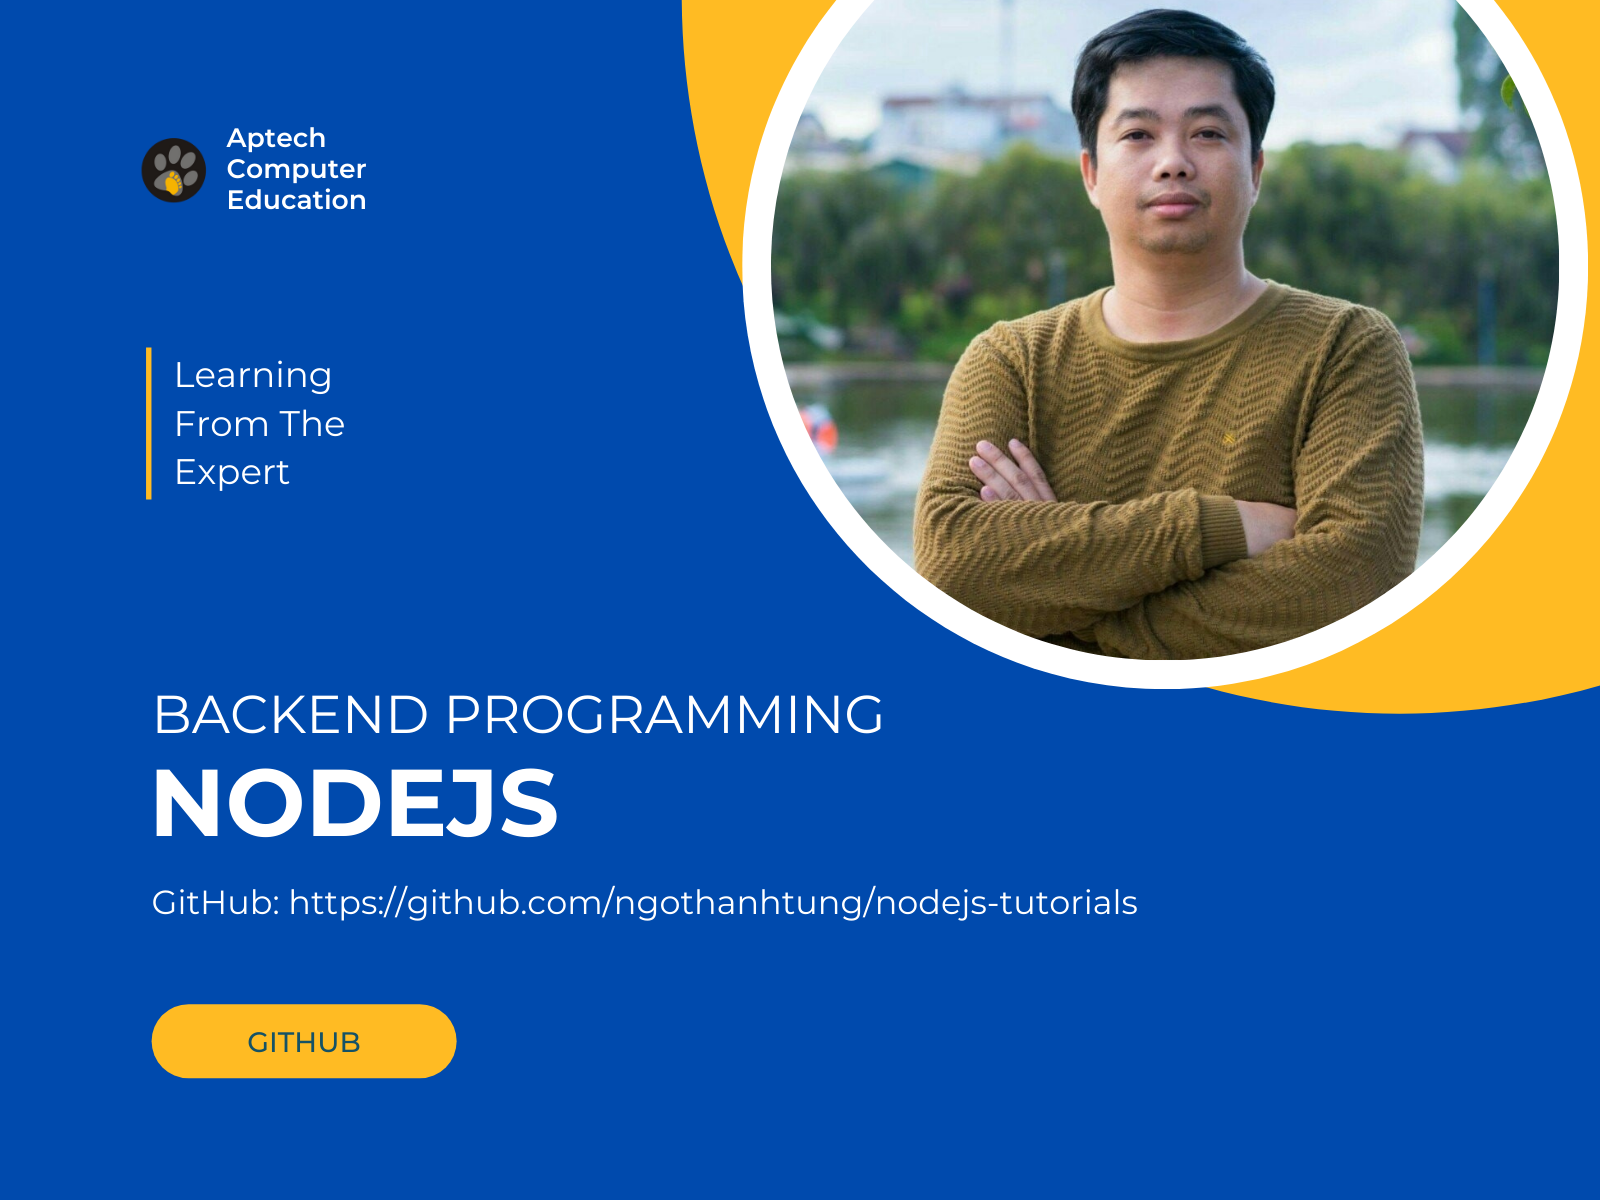 Aptech
Computer
Education
Learning
From The
Expert
BACKEND PROGRAMMING
NODEJS
GitHub: https://github.com/ngothanhtung/nodejs-tutorials
GITHUB